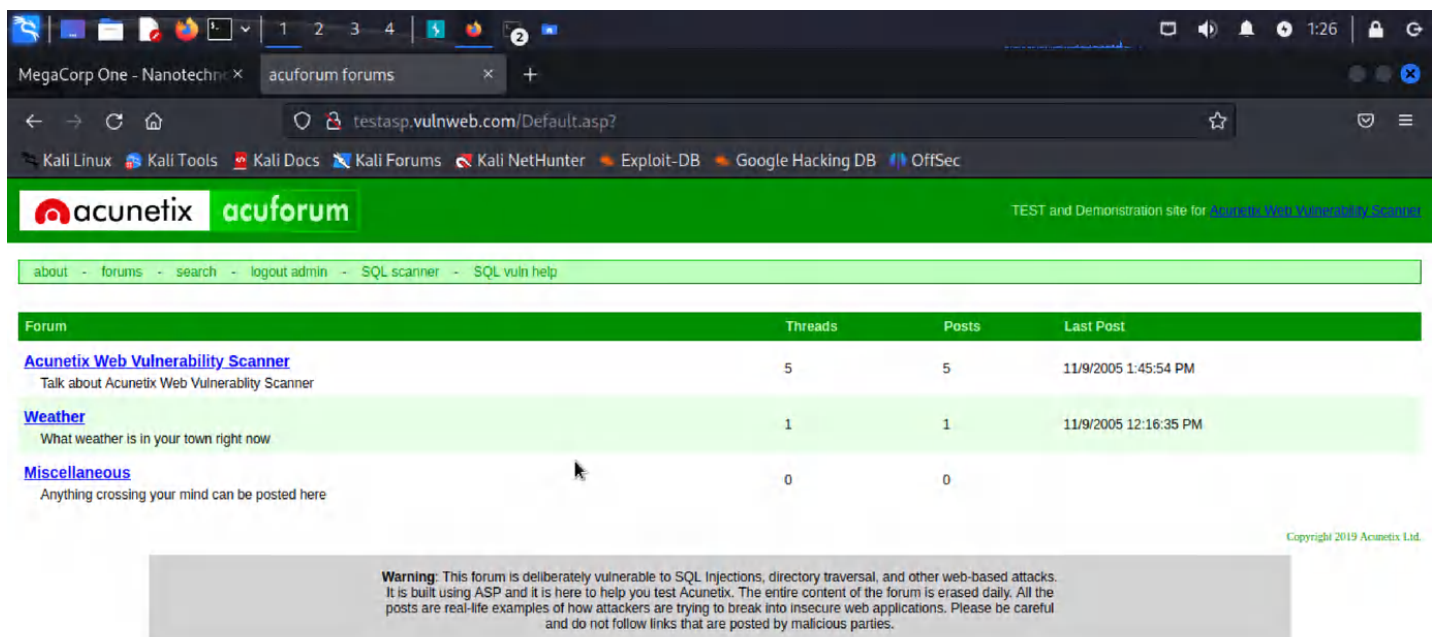 1 2 3 4 2 1:26
MegaCorp One - Nanotechno × acuforum forums × +
testasp.vulnweb.com/Default.asp?
Kali Linux Kali Tools Kali Docs Kali Forums Kali NetHunter Exploit-DB Google Hacking DB OffSec
acunetix acuforum
TEST and Demonstration site for Acunetix Web Vulnerability Scanner
about - forums - search - logout admin - SQL scanner - SQL vuln help
Forum Threads Posts Last Post
Acunetix Web Vulnerability Scanner
Talk about Acunetix Web Vulnerablity Scanner
5 5 11/9/2005 1:45:54 PM
Weather
What weather is in your town right now
1 1 11/9/2005 12:16:35 PM
Miscellaneous
Anything crossing your mind can be posted here
0 0
Copyright 2019 Acunetix Ltd.
Warning: This forum is deliberately vulnerable to SQL Injections, directory traversal, and other web-based attacks.
It is built using ASP and it is here to help you test Acunetix. The entire content of the forum is erased daily. All the
posts are real-life examples of how attackers are trying to break into insecure web applications. Please be careful
and do not follow links that are posted by malicious parties.